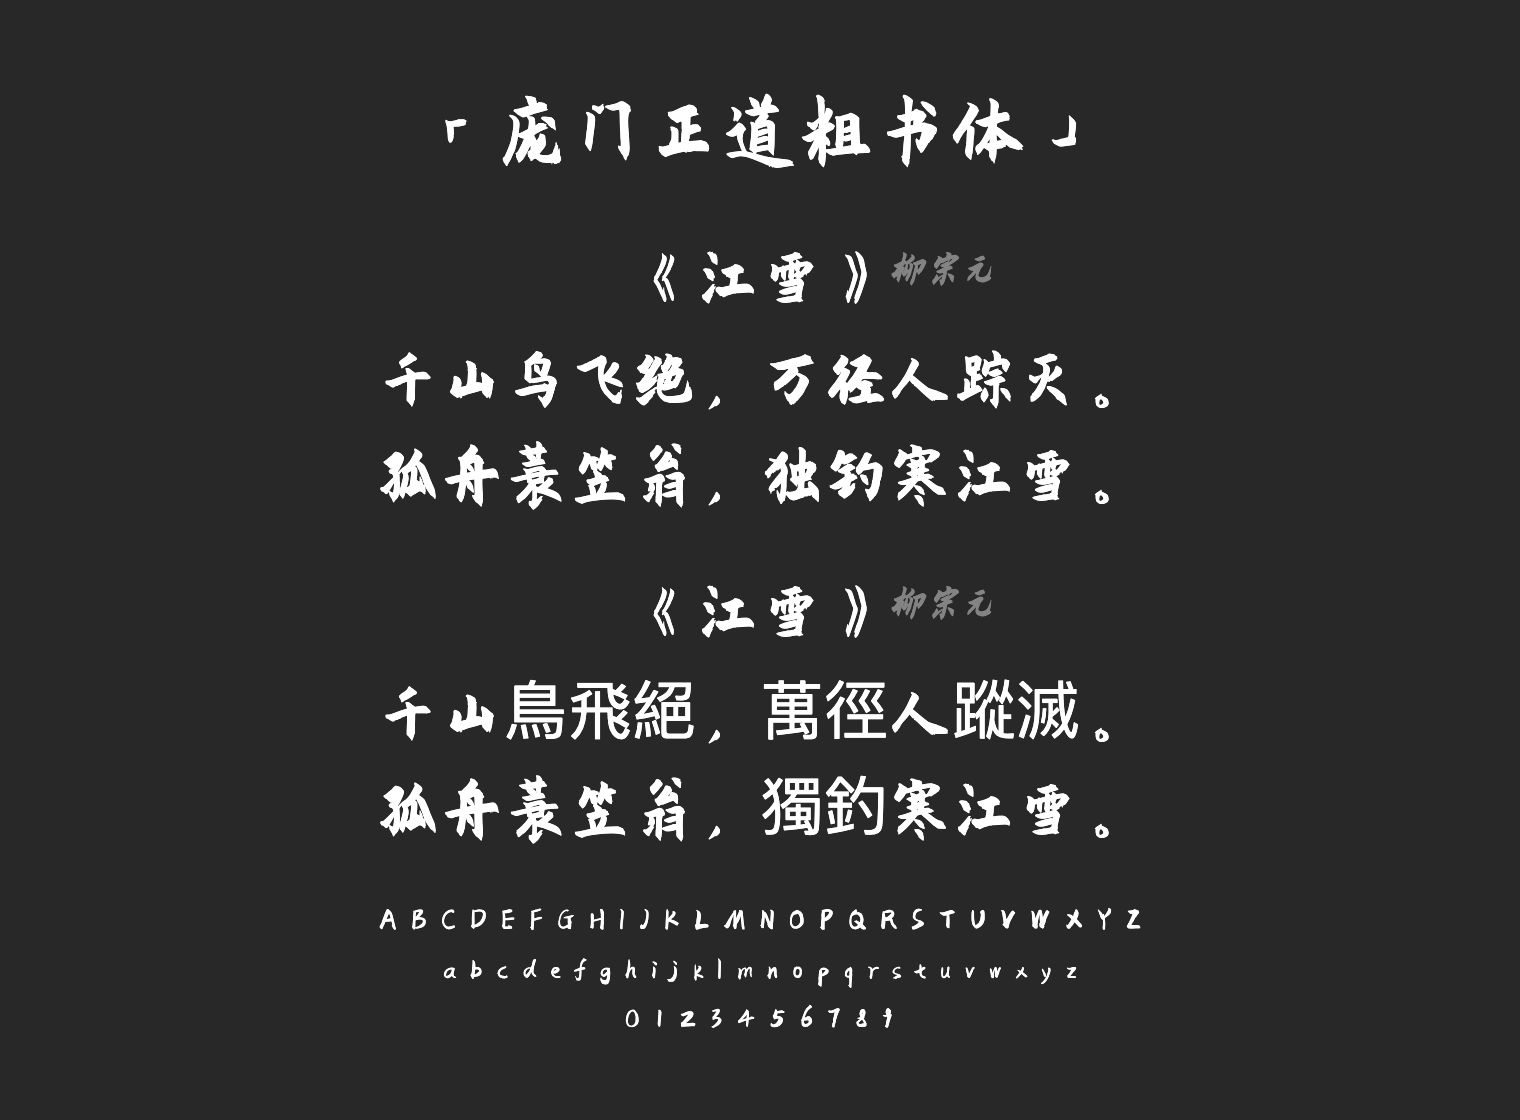 「庞门正道粗书体」
《江雪》柳宗元
千山鸟飞绝，万径人踪灭。
孤舟蓑笠翁，独钓寒江雪。
《江雪》柳宗元
千山鳥飛絕，萬徑人蹤滅。
孤舟蓑笠翁，獨釣寒江雪。
A B C D E F G H I J K L M N O P Q R S T U V W X Y Z
a b c d e f g h i j k l m n o p q r s t u v w x y z
0 1 2 3 4 5 6 7 8 9